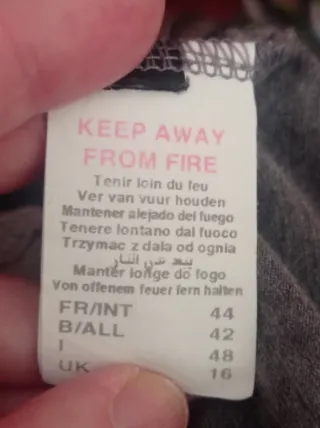 KEEP AWAY
FROM FIRE
Tenir loin du feu
Ver van vuur houden
Mantener alejado del fuego
Tenere lontano dal fuoco
Trzymac z dala od ognia
يبعد عن النار
Manter longe do fogo
Von offenem feuer fern halten
FR/INT 44
B/ALL 42
I 48
UK 16